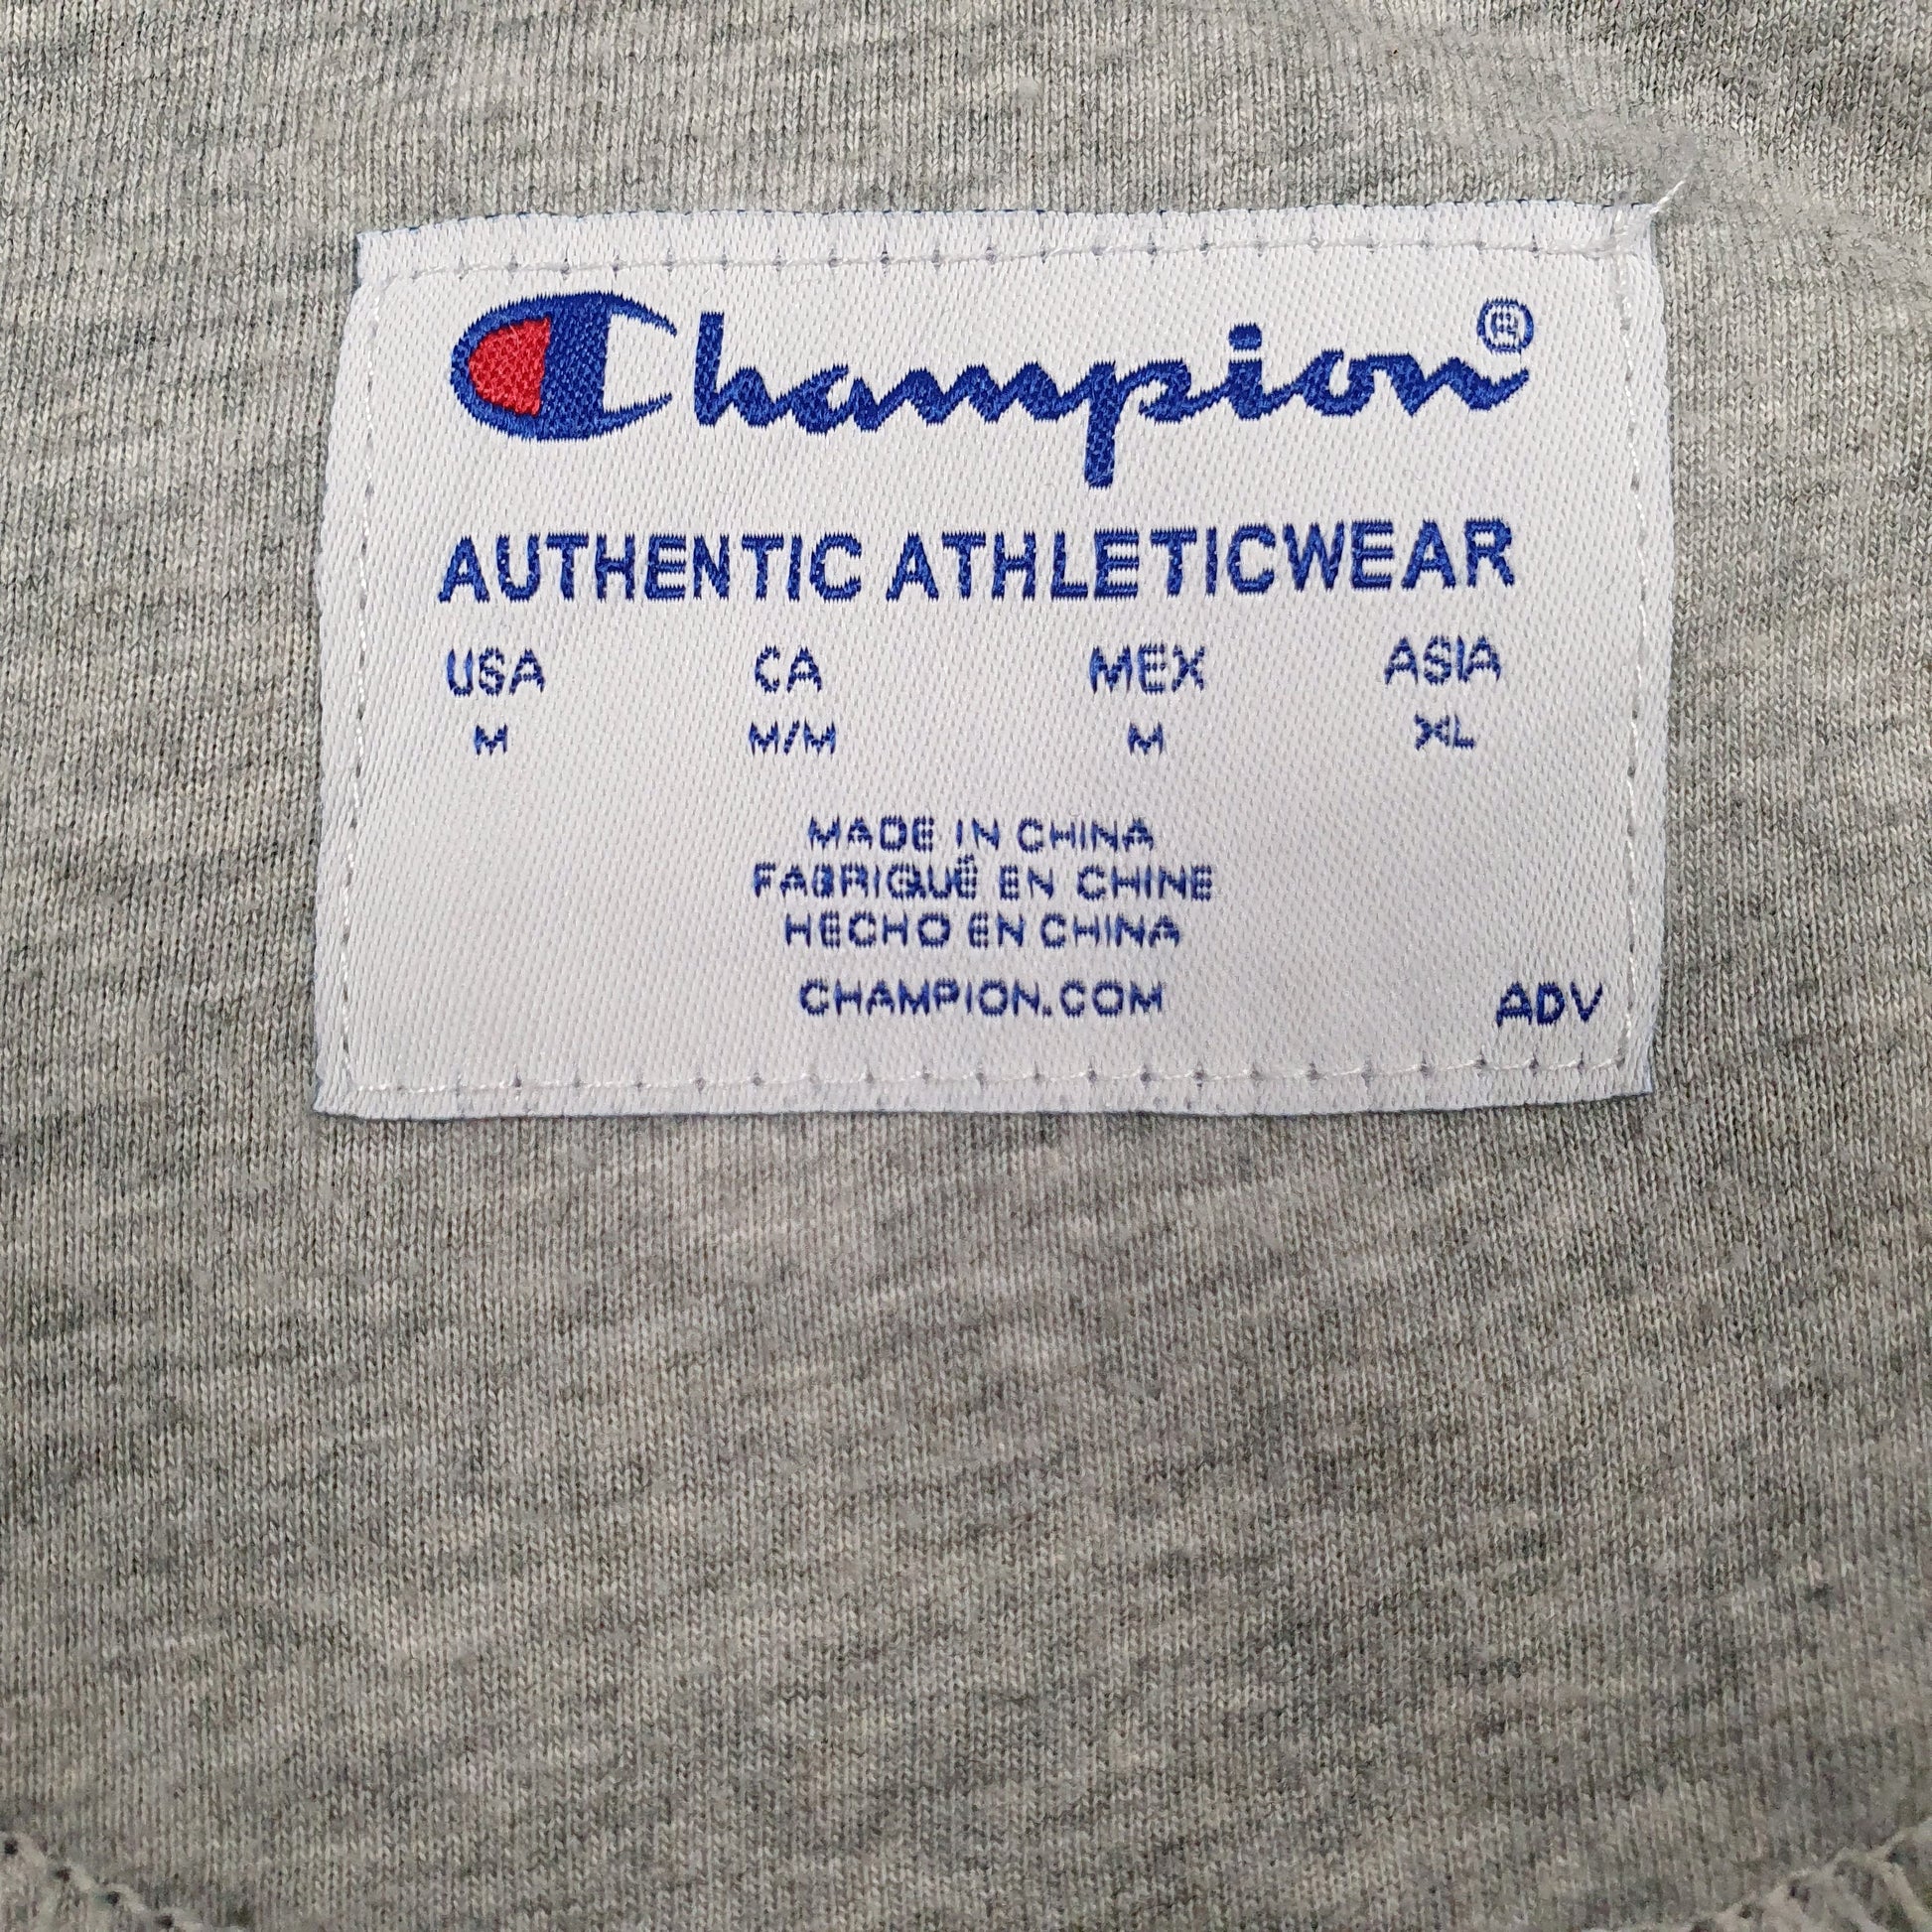 Champion®
AUTHENTIC ATHLETICWEAR
USA CA MEX ASIA
M M/M M XL
MADE IN CHINA
FABRIQUÉ EN CHINE
HECHO EN CHINA
CHAMPION.COM
ADV